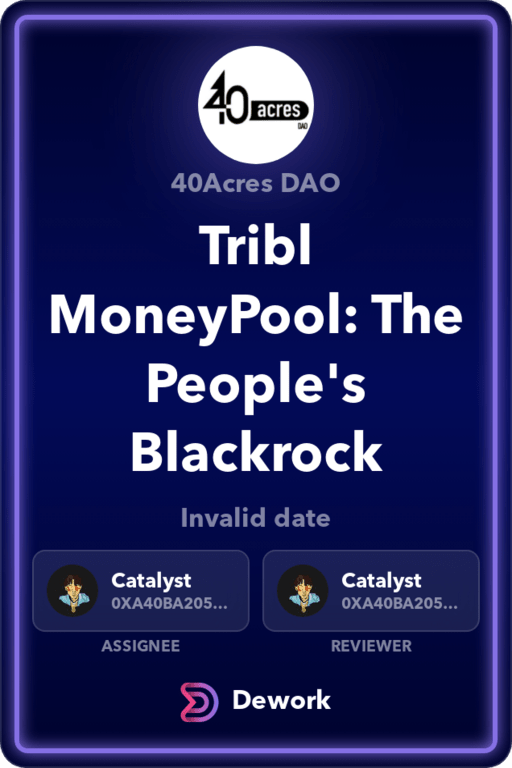 40 acres
DAO
40Acres DAO
Tribl
MoneyPool: The
People's
Blackrock
Invalid date
Catalyst
0XA40BA205...
ASSIGNEE
Catalyst
0XA40BA205...
REVIEWER
Dework